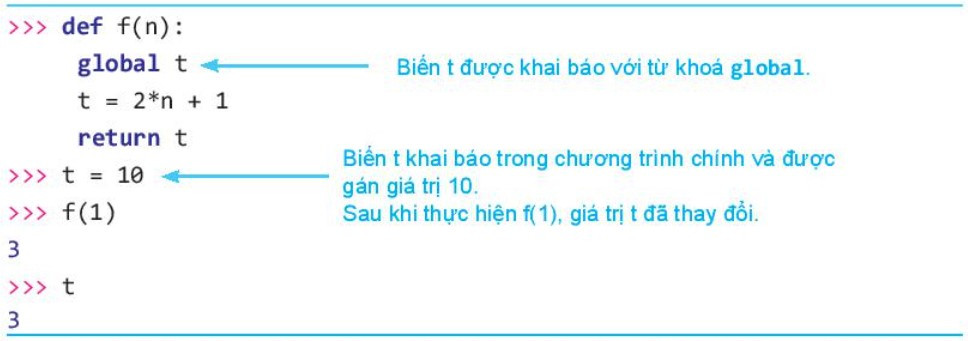 >>> def f(n):
global t
Biến t được khai báo với từ khoá global.
t = 2*n + 1
return t
>>> t = 10
Biến t khai báo trong chương trình chính và được
gán giá trị 10.
>>> f(1)
Sau khi thực hiện f(1), giá trị t đã thay đổi.
3
>>> t
3